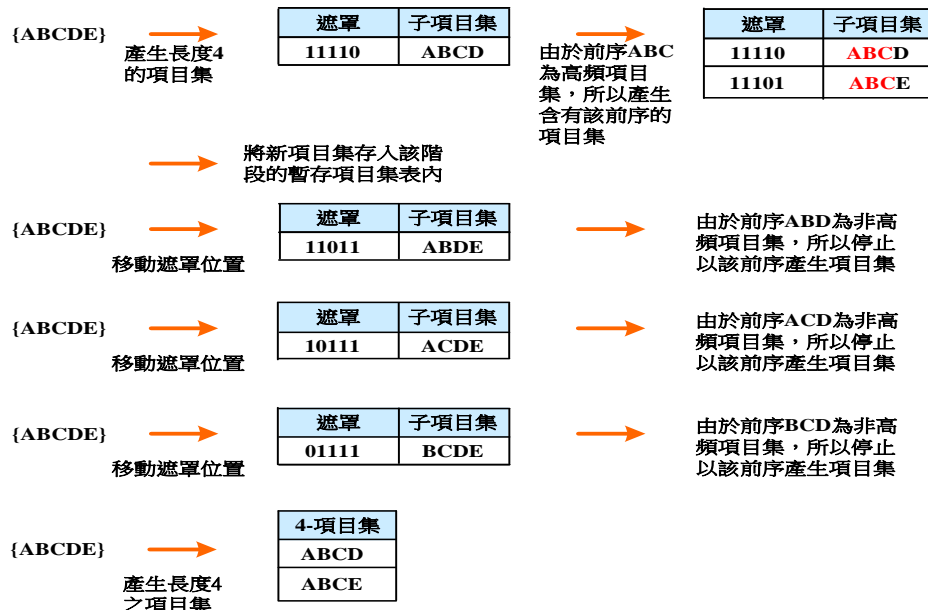 {ABCDE}
產生長度4
的項目集
遮罩 子項目集
11110 ABCD
由於前序ABC
為高頻項目
集，所以產生
含有該前序的
項目集
遮罩 子項目集
11110 ABCD
11101 ABCE
將新項目集存入該階
段的暫存項目集表內
{ABCDE}
移動遮罩位置
遮罩 子項目集
11011 ABDE
由於前序ABD為非高
頻項目集，所以停止
以該前序產生項目集
{ABCDE}
移動遮罩位置
遮罩 子項目集
10111 ACDE
由於前序ACD為非高
頻項目集，所以停止
以該前序產生項目集
{ABCDE}
移動遮罩位置
遮罩 子項目集
01111 BCDE
由於前序BCD為非高
頻項目集，所以停止
以該前序產生項目集
{ABCDE}
產生長度4
之項目集
4-項目集
ABCD
ABCE